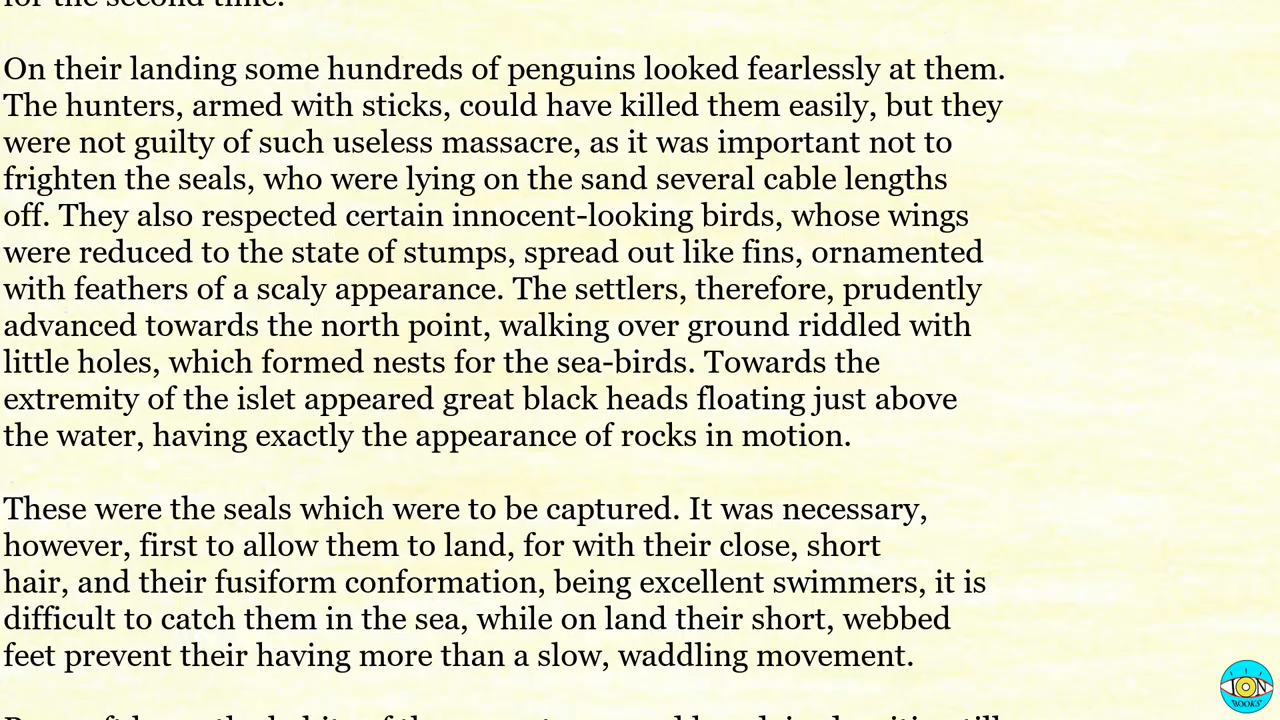 for the second time.
On their landing some hundreds of penguins looked fearlessly at them.
The hunters, armed with sticks, could have killed them easily, but they
were not guilty of such useless massacre, as it was important not to
frighten the seals, who were lying on the sand several cable lengths
off. They also respected certain innocent-looking birds, whose wings
were reduced to the state of stumps, spread out like fins, ornamented
with feathers of a scaly appearance. The settlers, therefore, prudently
advanced towards the north point, walking over ground riddled with
little holes, which formed nests for the sea-birds. Towards the
extremity of the islet appeared great black heads floating just above
the water, having exactly the appearance of rocks in motion.
These were the seals which were to be captured. It was necessary,
however, first to allow them to land, for with their close, short
hair, and their fusiform conformation, being excellent swimmers, it is
difficult to catch them in the sea, while on land their short, webbed
feet prevent their having more than a slow, waddling movement.
ION
BOOKS